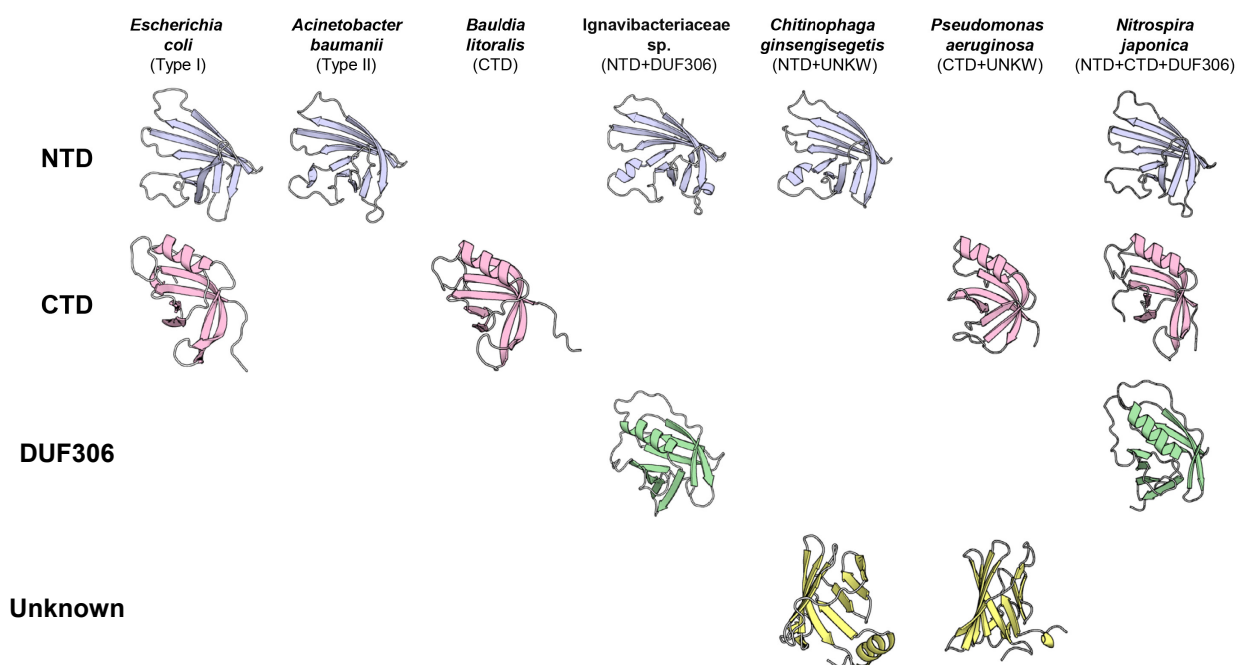 Escherichia
coli
(Type I)
Acinetobacter
baumanii
(Type II)
Bauldia
litoralis
(CTD)
Ignavibacteriaceae
sp.
(NTD+DUF306)
Chitinophaga
ginsengisegetis
(NTD+UNKW)
Pseudomonas
aeruginosa
(CTD+UNKW)
Nitrospira
japonica
(NTD+CTD+DUF306)
NTD
CTD
DUF306
Unknown